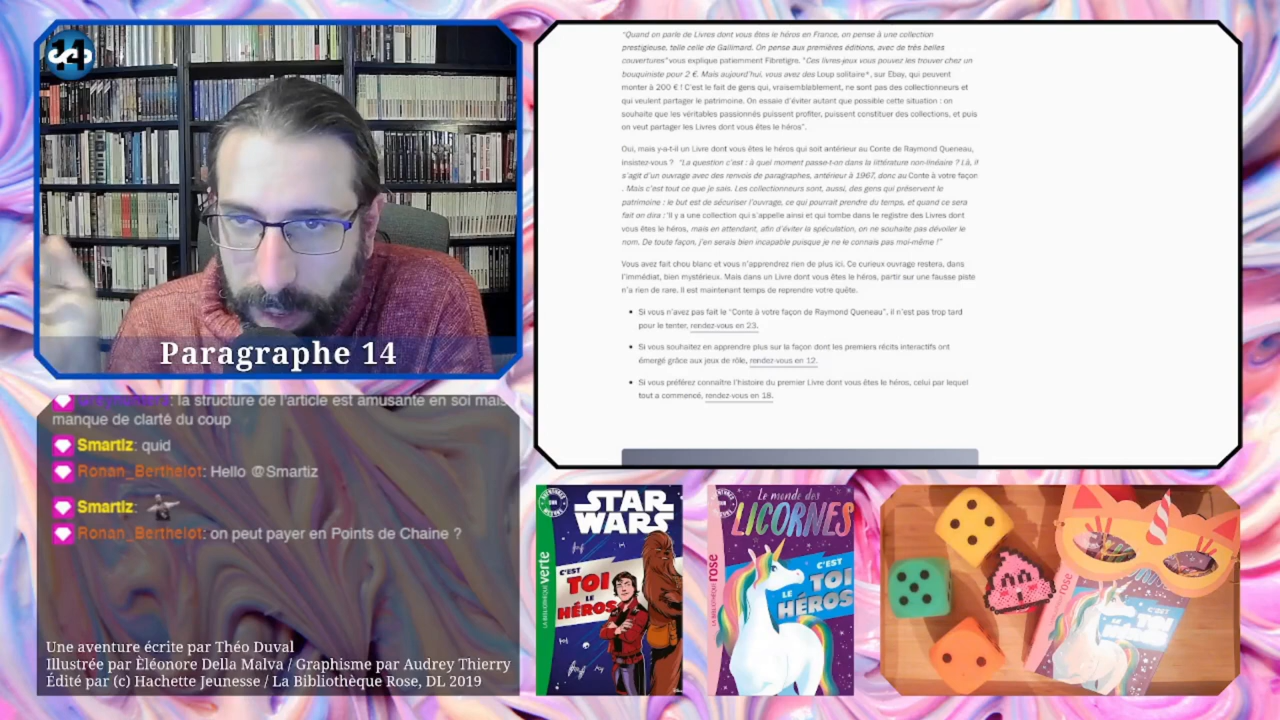 Paragraphe 14
: la structure de l'article est amusante en soi mais
manque de clarté du coup
Smartiz: quid
Ronan_Berthelot: Hello @Smartiz
Smartiz:
Ronan_Berthelot: on peut payer en Points de Chaine ?
Une aventure écrite par Théo Duval
Illustrée par Èléonore Della Malva / Graphisme par Audrey Thierry
Édité par (c) Hachette Jeunesse / La Bibliothèque Rose, DL 2019
"Quand on parle de Livres dont vous êtes le héros en France, on pense à une collection
prestigieuse, telle celle de Gallimard. On pense aux premières éditions, avec de très belles
couvertures" vous explique patiemment Fibretigre. "Ces livres-jeux vous pouvez les trouver chez un
bouquiniste pour 2 €. Mais aujourd'hui, vous avez des Loup solitaire*, sur Ebay, qui peuvent
monter à 200 € ! C'est le fait de gens qui, vraisemblablement, ne sont pas des collectionneurs et
qui veulent partager le patrimoine. On essaie d'éviter autant que possible cette situation : on
souhaite que les véritables passionnés puissent profiter, puissent constituer des collections, et puis
on veut partager les Livres dont vous êtes le héros".
Oui, mais y-a-t-il un Livre dont vous êtes le héros qui soit antérieur au Conte de Raymond Queneau,
insistez-vous ? "La question c'est : à quel moment passe-t-on dans la littérature non-linéaire ? Là, il
s'agit d'un ouvrage avec des renvois de paragraphes, antérieur à 1967, donc au Conte à votre façon
. Mais c'est tout ce que je sais. Les collectionneurs sont, aussi, des gens qui préservent le
patrimoine : le but est de sécuriser l'ouvrage, ce qui pourrait prendre du temps, et quand ce sera
fait on dira : 'Il y a une collection qui s'appelle ainsi et qui tombe dans le registre des Livres dont
vous êtes le héros, mais en attendant, afin d'éviter la spéculation, on ne souhaite pas dévoiler le
nom. De toute façon, j'en serais bien incapable puisque je ne le connais pas moi-même !"
Vous avez fait chou blanc et vous n'apprendrez rien de plus ici. Ce curieux ouvrage restera, dans
l'immédiat, bien mystérieux. Mais dans un Livre dont vous êtes le héros, partir sur une fausse piste
n'a rien de rare. Il est maintenant temps de reprendre votre quête.
Si vous n'avez pas fait le "Conte à votre façon de Raymond Queneau", il n'est pas trop tard
pour le tenter, rendez-vous en 23.
Si vous souhaitez en apprendre plus sur la façon dont les premiers récits interactifs ont
émergé grâce aux jeux de rôle, rendez-vous en 12.
Si vous préférez connaître l'histoire du premier Livre dont vous êtes le héros, celui par lequel
tout a commencé, rendez-vous en 18.
STAR
WARS
C'EST
TOI
LE
HÉROS
LA BIBLIOTHÈQUE verte
Le monde des
LICORNES
C'EST
TOI
LE
HÉROS
LA BIBLIOTHÈQUE rose
rose
C'EST